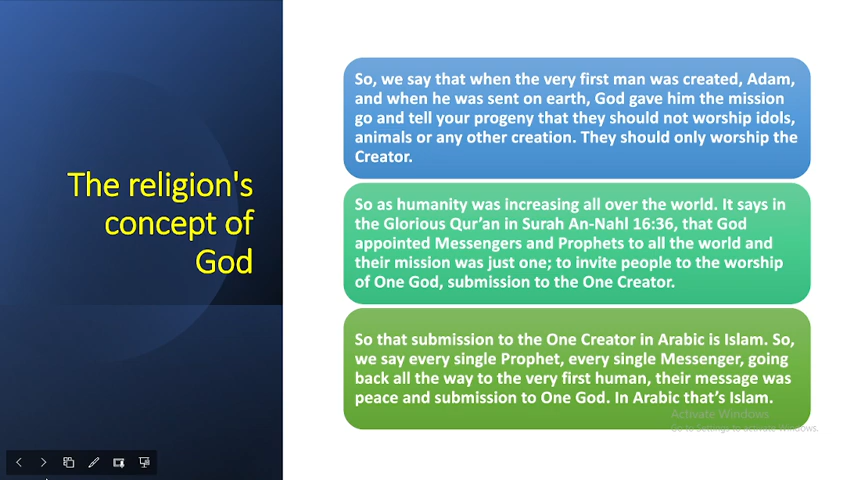 The religion's
concept of
God
So, we say that when the very first man was created, Adam,
and when he was sent on earth, God gave him the mission
go and tell your progeny that they should not worship idols,
animals or any other creation. They should only worship the
Creator.
So as humanity was increasing all over the world. It says in
the Glorious Qur’an in Surah An-Nahl 16:36, that God
appointed Messengers and Prophets to all the world and
their mission was just one; to invite people to the worship
of One God, submission to the One Creator.
So that submission to the One Creator in Arabic is Islam. So,
we say every single Prophet, every single Messenger, going
back all the way to the very first human, their message was
peace and submission to One God. In Arabic that’s Islam.
Activate Windows
Go to Settings to activate Windows.